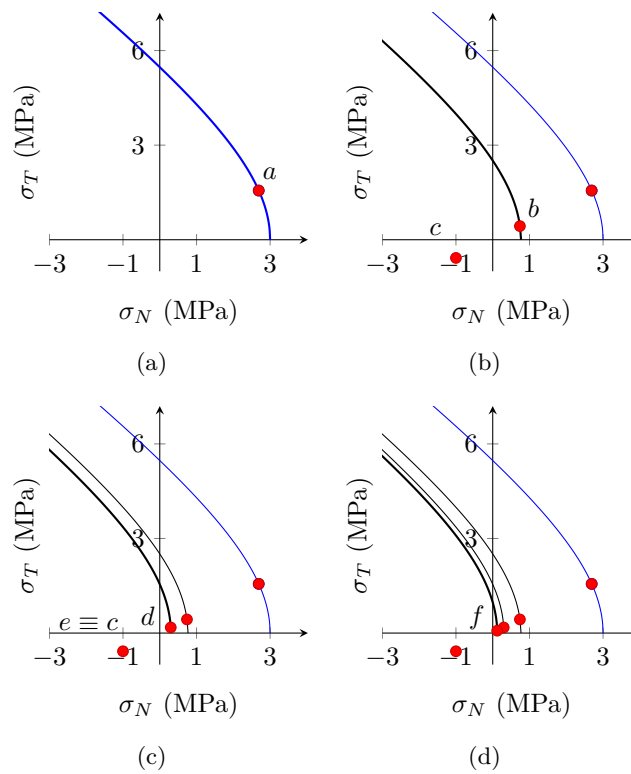 6
3
a
−3 −1 1 3
σ_N (MPa)
σ_T (MPa)
(a)
6
3
b
c
−3 −1 1 3
σ_N (MPa)
σ_T (MPa)
(b)
6
3
e ≡ c d
−3 −1 1 3
σ_N (MPa)
σ_T (MPa)
(c)
6
3
f
−3 −1 1 3
σ_N (MPa)
σ_T (MPa)
(d)